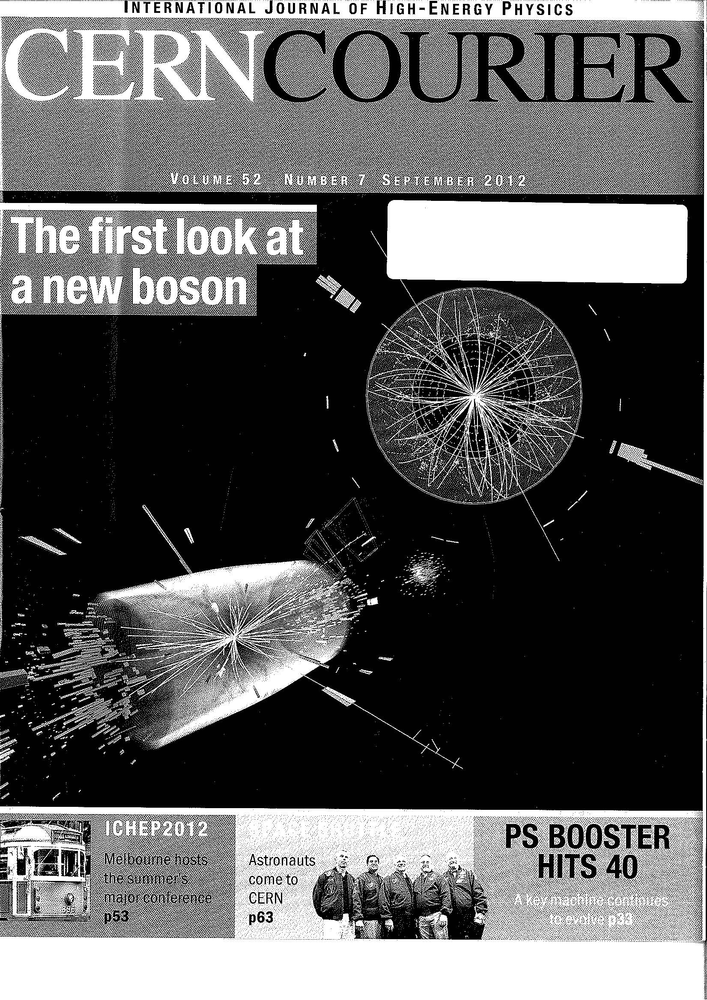 INTERNATIONAL JOURNAL OF HIGH-ENERGY PHYSICS
CERNCOURIER
VOLUME 52 NUMBER 7 SEPTEMBER 2012
The first look at
a new boson
ICHEP2012
Melbourne hosts
the summer's
major conference
p53
Astronauts
come to
CERN
p63
PS BOOSTER
HITS 40
A key machine continues
to evolve p33